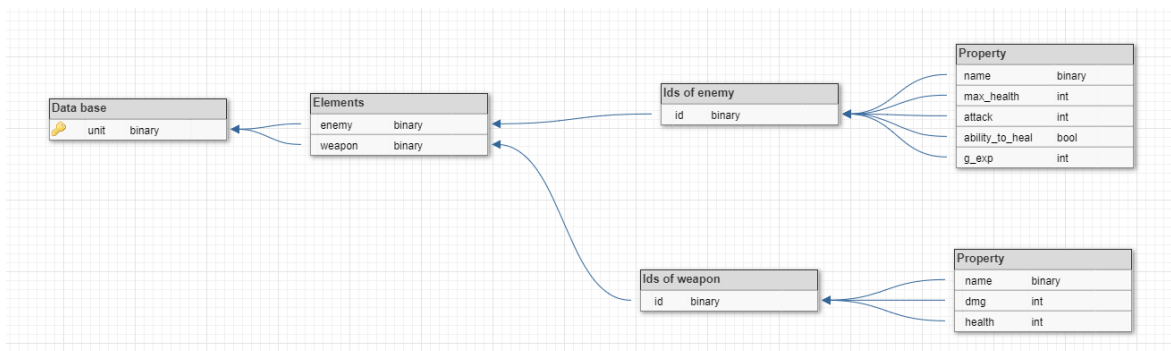 Data base
unit binary
Elements
enemy binary
weapon binary
Ids of enemy
id binary
Property
name binary
max_health int
attack int
ability_to_heal bool
g_exp int
Ids of weapon
id binary
Property
name binary
dmg int
health int